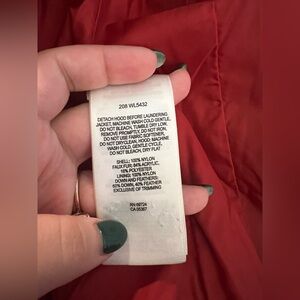 208 WL5432
DETACH HOOD BEFORE LAUNDERING
JACKET, MACHINE WASH COLD GENTLE,
DO NOT BLEACH, TUMBLE DRY LOW,
REMOVE PROMPTLY, DO NOT IRON,
DO NOT USE FABRIC SOFTENER,
DO NOT DRYCLEAN, HOOD: MACHINE
WASH COLD, GENTLE CYCLE,
DO NOT BLEACH, DRY FLAT
SHELL: 100% NYLON
FAUX FUR: 84% ACRYLIC,
16% POLYESTER
LINING: 100% NYLON
DOWN AND FEATHERS:
60% DOWN, 40% FEATHER
EXCLUSIVE OF TRIMMING
RN 69724
CA 05367